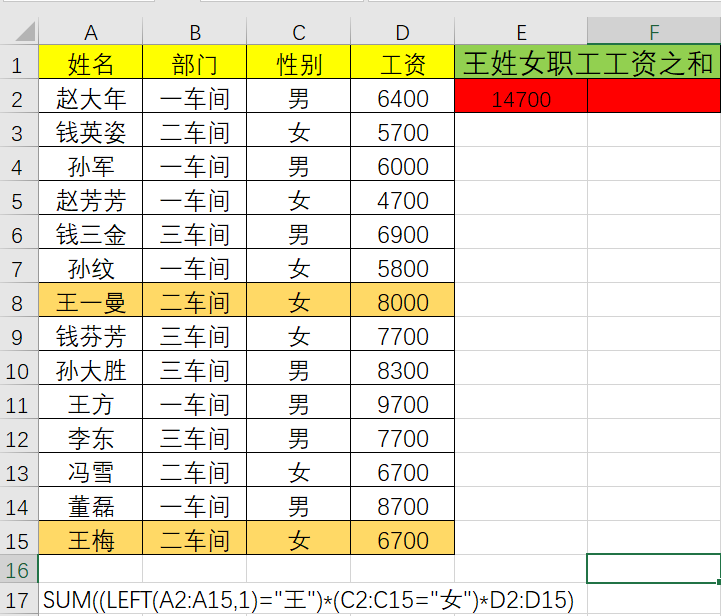 A B C D E F
1 姓名 部门 性别 工资 王姓女职工工资之和
2 赵大年 一车间 男 6400 14700
3 钱英姿 二车间 女 5700
4 孙军 一车间 男 6000
5 赵芳芳 一车间 女 4700
6 钱三金 三车间 男 6900
7 孙纹 一车间 女 5800
8 王一曼 二车间 女 8000
9 钱芬芳 三车间 女 7700
10 孙大胜 三车间 男 8300
11 王方 一车间 男 9700
12 李东 三车间 男 7700
13 冯雪 二车间 女 6700
14 董磊 一车间 男 8700
15 王梅 二车间 女 6700
16
17 SUM((LEFT(A2:A15,1)="王")*(C2:C15="女")*D2:D15)